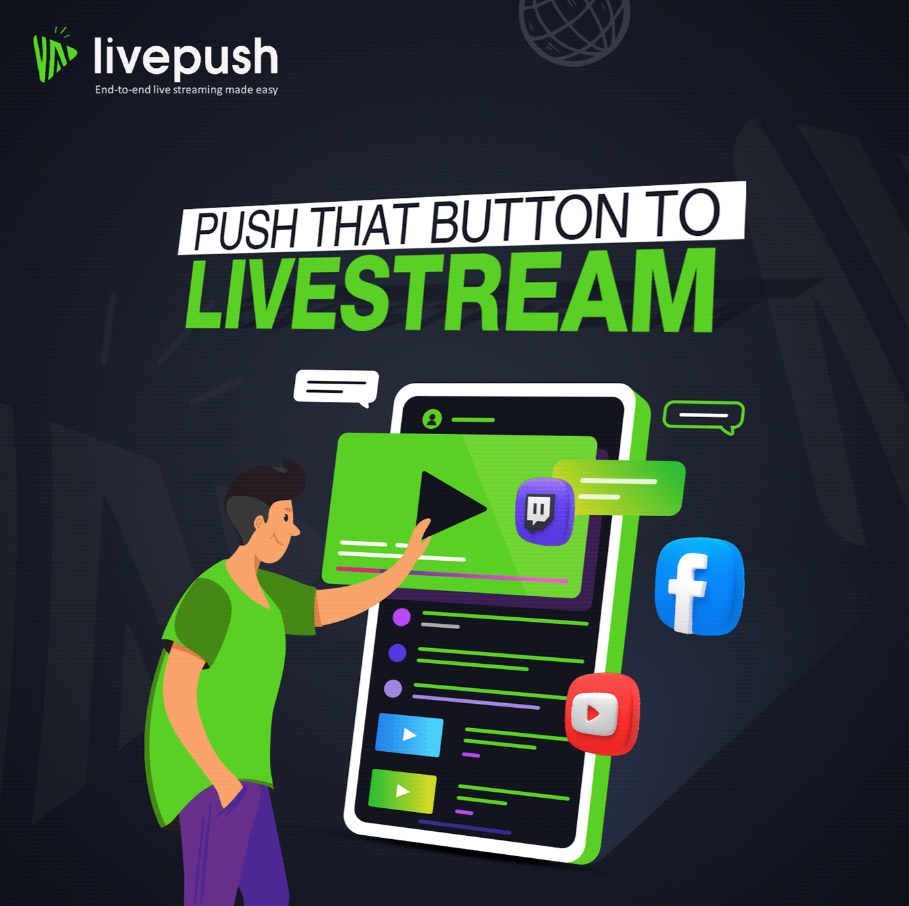 livepush
End-to-end live streaming made easy
PUSH THAT BUTTON TO
LIVESTREAM
f